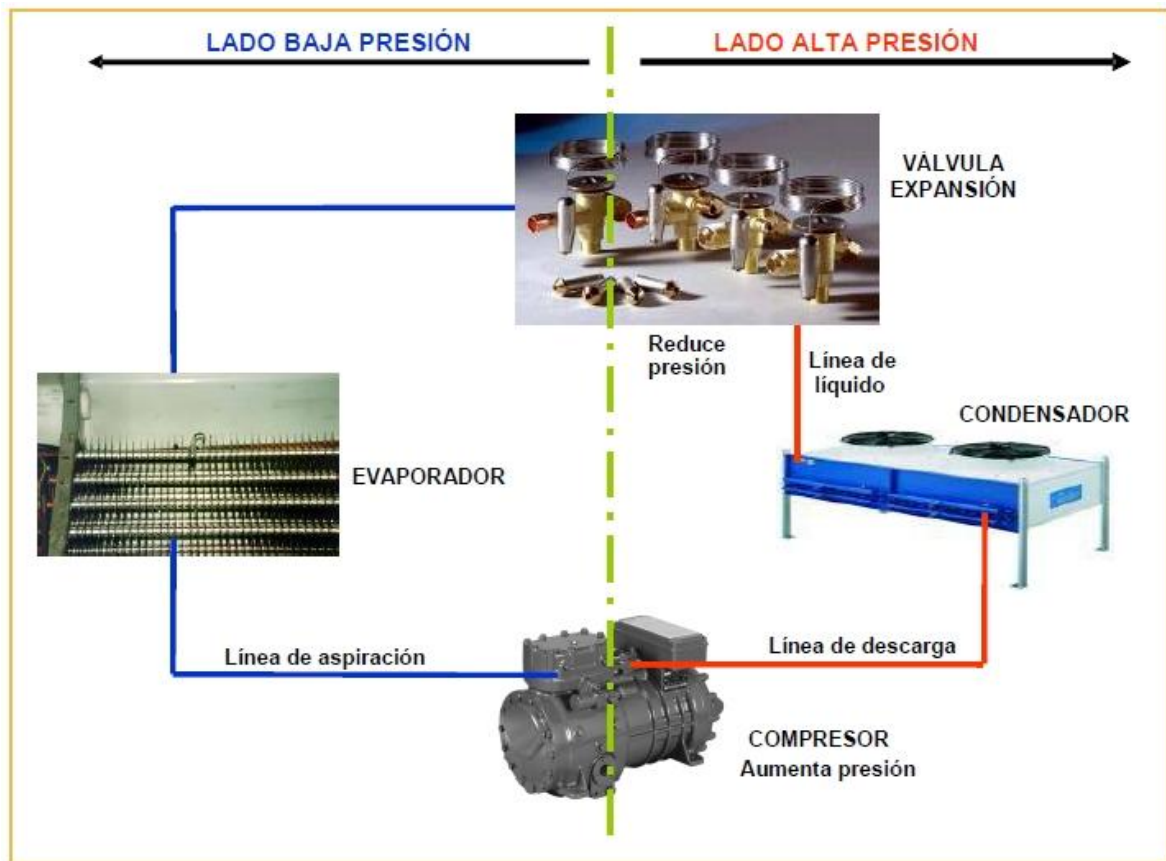 LADO BAJA PRESIÓN
LADO ALTA PRESIÓN
VÁLVULA
EXPANSIÓN
Reduce
presión
Línea de
líquido
CONDENSADOR
EVAPORADOR
Línea de aspiración
Línea de descarga
COMPRESOR
Aumenta presión